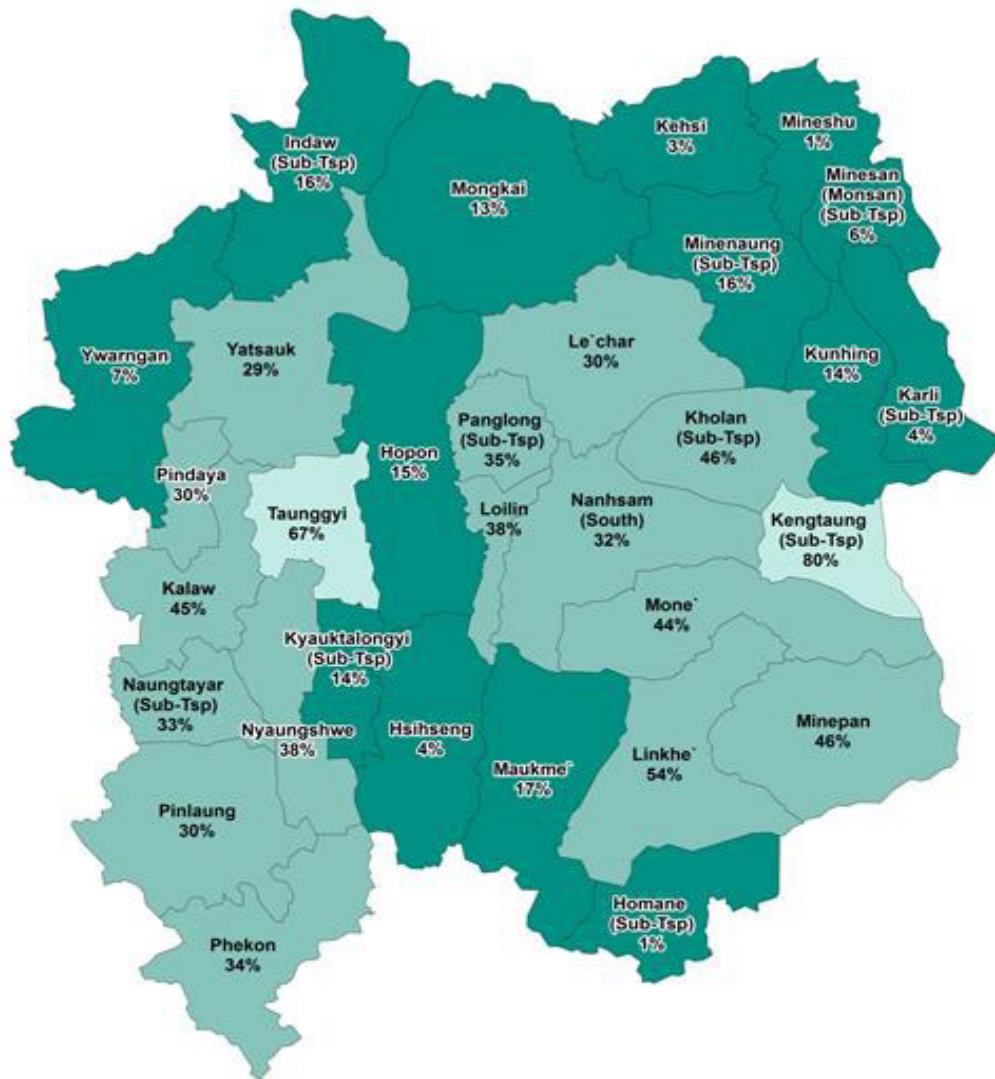 Indaw
(Sub-Tsp)
16%
Mongkai
13%
Kehsi
3%
Mineshu
1%
Minesan
(Monsan)
(Sub-Tsp)
6%
Minenaung
(Sub-Tsp)
16%
Ywarngan
7%
Yatsauk
29%
Le`char
30%
Kunhing
14%
Karli
(Sub-Tsp)
4%
Pindaya
30%
Hopon
15%
Panglong
(Sub-Tsp)
35%
Kholan
(Sub-Tsp)
46%
Taunggyi
67%
Loilin
38%
Nanhsam
(South)
32%
Kengtaung
(Sub-Tsp)
80%
Kalaw
45%
Mone`
44%
Kyauktalongyi
(Sub-Tsp)
14%
Naungtayar
(Sub-Tsp)
33%
Nyaungshwe
38%
Hsihseng
4%
Maukme`
17%
Linkhe`
54%
Minepan
46%
Pinlaung
30%
Homane
(Sub-Tsp)
1%
Phekon
34%